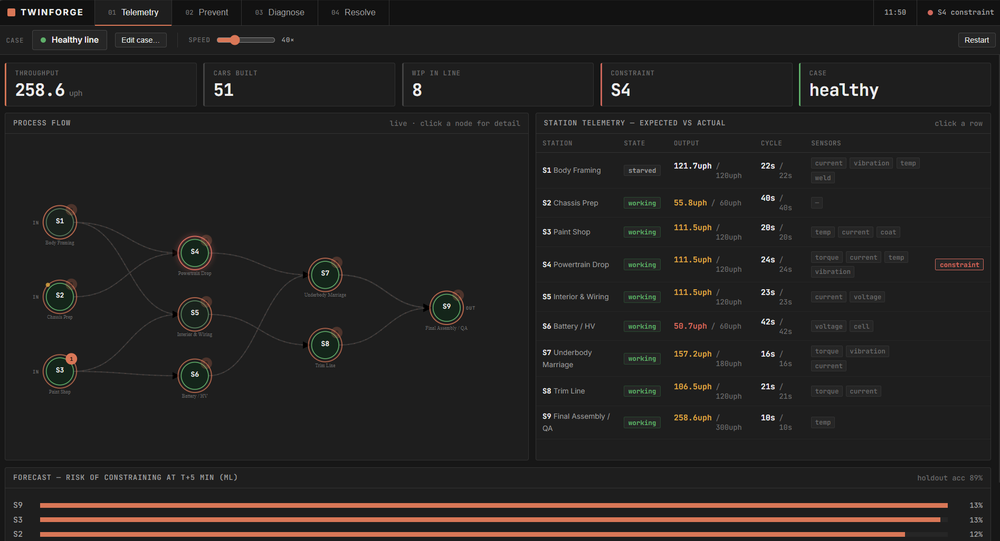 TWINFORGE
01 Telemetry
02 Prevent
03 Diagnose
04 Resolve
11:50
S4 constraint
CASE
Healthy line
Edit case...
SPEED
40×
Restart
THROUGHPUT
258.6 uph
CARS BUILT
51
WIP IN LINE
8
CONSTRAINT
S4
CASE
healthy
PROCESS FLOW
live · click a node for detail
IN
S1
Body Framing
IN
S2
Chassis Prep
IN
S3
1
Paint Shop
S4
Powertrain Drop
S5
Interior & Wiring
S6
Battery / HV
S7
Underbody Marriage
S8
Trim Line
S9
OUT
Final Assembly / QA
STATION TELEMETRY — EXPECTED VS ACTUAL
click a row
STATION STATE OUTPUT CYCLE SENSORS
S1 Body Framing starved 121.7uph / 120uph 22s / 22s current vibration temp weld
S2 Chassis Prep working 55.8uph / 60uph 40s / 40s —
S3 Paint Shop working 111.5uph / 120uph 20s / 20s temp current coat
S4 Powertrain Drop working 111.5uph / 120uph 24s / 24s torque current temp vibration constraint
S5 Interior & Wiring working 111.5uph / 120uph 23s / 23s current voltage
S6 Battery / HV working 50.7uph / 60uph 42s / 42s voltage cell
S7 Underbody Marriage working 157.2uph / 180uph 16s / 16s torque vibration current
S8 Trim Line working 106.5uph / 120uph 21s / 21s torque current
S9 Final Assembly / QA working 258.6uph / 300uph 10s / 10s temp
FORECAST — RISK OF CONSTRAINING AT T+5 MIN (ML)
holdout acc 89%
S9 13%
S3 13%
S2 12%